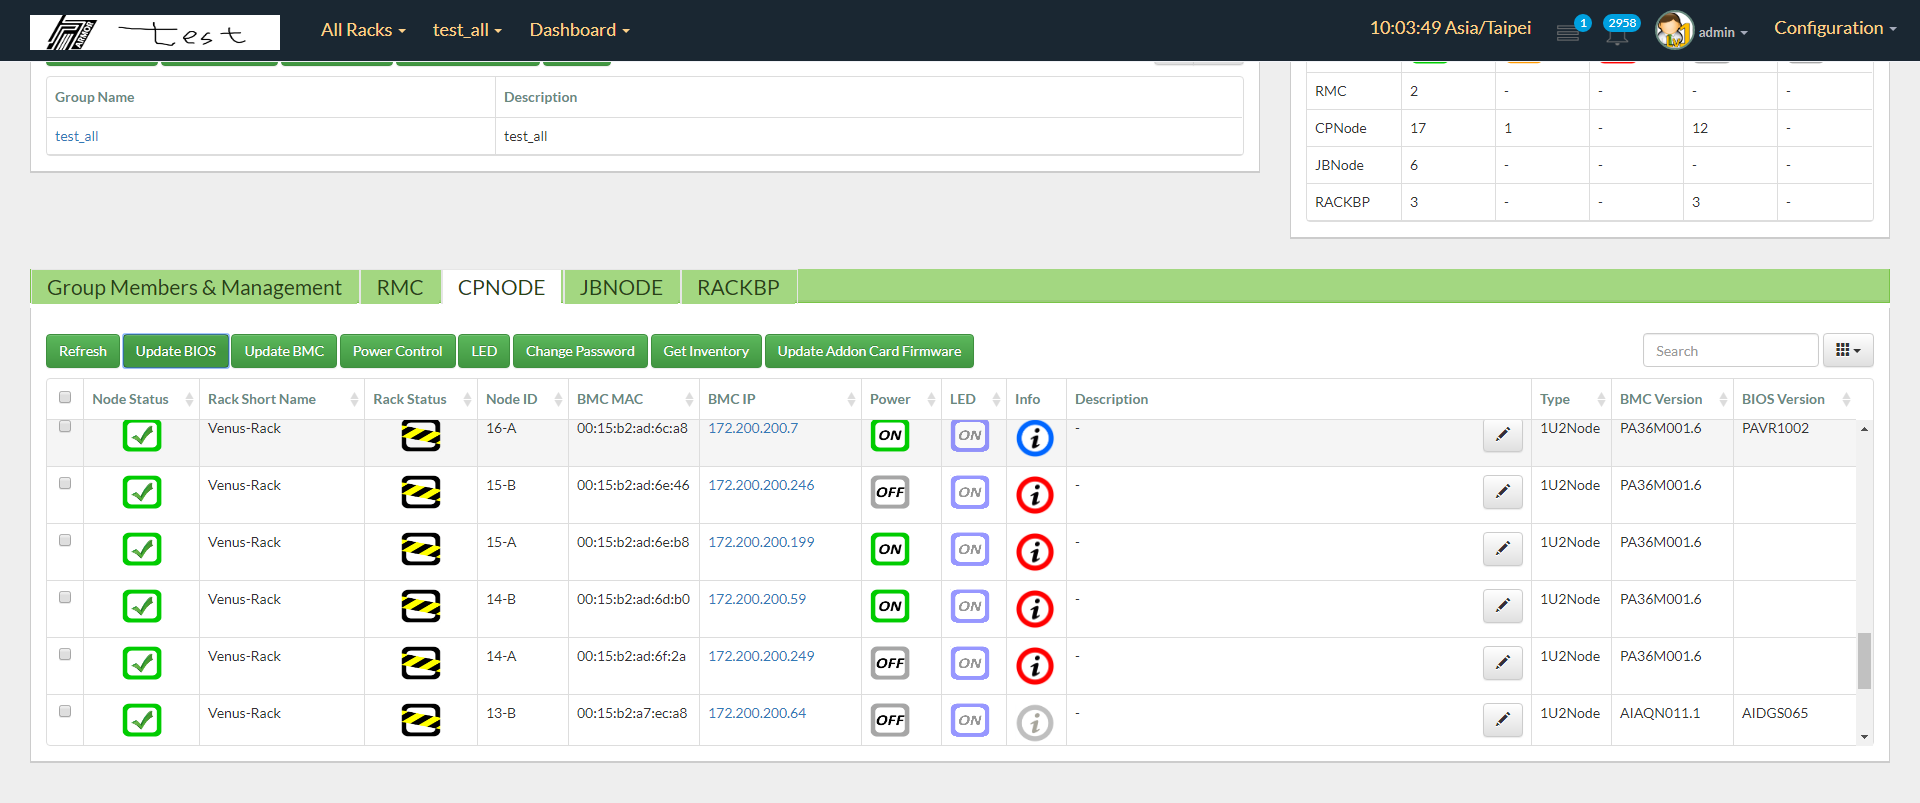 ARMOR test All Racks test_all Dashboard 10:03:49 Asia/Taipei 1 2958 admin Configuration
Group Name Description
test_all test_all
RMC 2 - - - -
CPNode 17 1 - 12 -
JBNode 6 - - - -
RACKBP 3 - - 3 -
Group Members & Management RMC CPNODE JBNODE RACKBP
Refresh Update BIOS Update BMC Power Control LED Change Password Get Inventory Update Addon Card Firmware Search
Node Status Rack Short Name Rack Status Node ID BMC MAC BMC IP Power LED Info Description Type BMC Version BIOS Version
Venus-Rack 16-A 00:15:b2:ad:6c:a8 172.200.200.7 ON ON i - 1U2Node PA36M001.6 PAVR1002
Venus-Rack 15-B 00:15:b2:ad:6e:46 172.200.200.246 OFF ON i - 1U2Node PA36M001.6
Venus-Rack 15-A 00:15:b2:ad:6e:b8 172.200.200.199 ON ON i - 1U2Node PA36M001.6
Venus-Rack 14-B 00:15:b2:ad:6d:b0 172.200.200.59 ON ON i - 1U2Node PA36M001.6
Venus-Rack 14-A 00:15:b2:ad:6f:2a 172.200.200.249 OFF ON i - 1U2Node PA36M001.6
Venus-Rack 13-B 00:15:b2:a7:ec:a8 172.200.200.64 OFF ON i - 1U2Node AIAQN011.1 AIDGS065